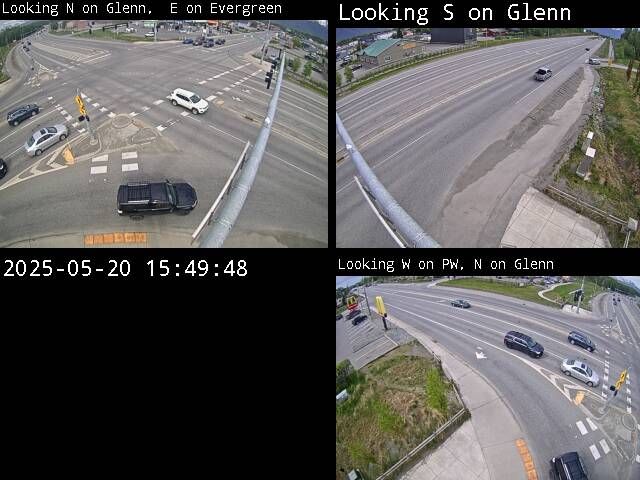 Looking N on Glenn,  E on Evergreen
Looking S on Glenn
2025-05-20 15:49:48
Looking W on PW, N on Glenn